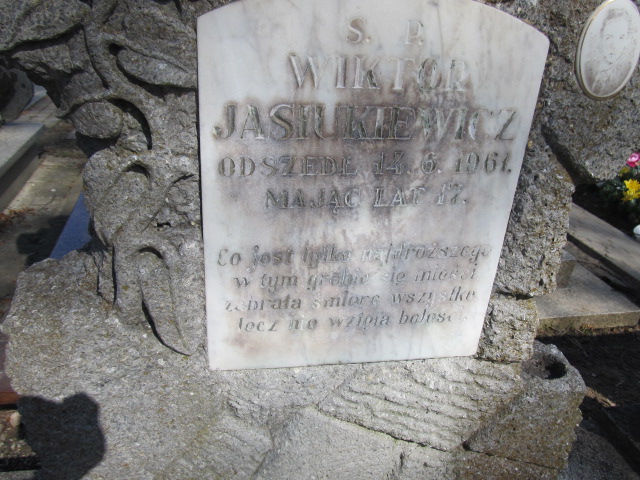 Ś. P.
WIKTOR
JASIUKIEWICZ
ODSZEDŁ 14. 6. 1961.
MAJĄC LAT 17.
Co jest tylko najdroższego
w tym grobie się mieści
zabrała śmierć wszystko
lecz nie wzięła boleści